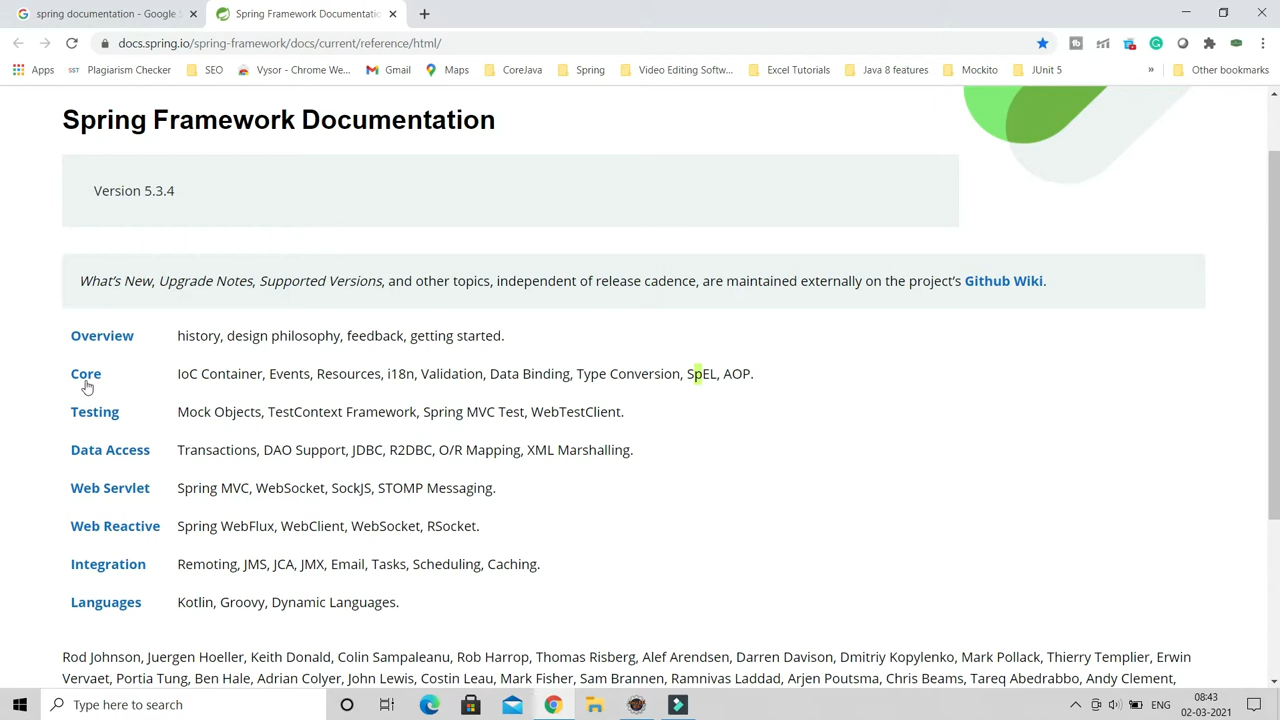 spring documentation - Google S
Spring Framework Documentatio
docs.spring.io/spring-framework/docs/current/reference/html/
Apps
SST
Plagiarism Checker
SEO
Vysor - Chrome We...
Gmail
Maps
CoreJava
Spring
Video Editing Softw...
Excel Tutorials
Java 8 features
Mockito
JUnit 5
»
Other bookmarks
Spring Framework Documentation
Version 5.3.4
What's New, Upgrade Notes, Supported Versions, and other topics, independent of release cadence, are maintained externally on the project's Github Wiki.
Overview history, design philosophy, feedback, getting started.
Core IoC Container, Events, Resources, i18n, Validation, Data Binding, Type Conversion, SpEL, AOP.
Testing Mock Objects, TestContext Framework, Spring MVC Test, WebTestClient.
Data Access Transactions, DAO Support, JDBC, R2DBC, O/R Mapping, XML Marshalling.
Web Servlet Spring MVC, WebSocket, SockJS, STOMP Messaging.
Web Reactive Spring WebFlux, WebClient, WebSocket, RSocket.
Integration Remoting, JMS, JCA, JMX, Email, Tasks, Scheduling, Caching.
Languages Kotlin, Groovy, Dynamic Languages.
Rod Johnson, Juergen Hoeller, Keith Donald, Colin Sampaleanu, Rob Harrop, Thomas Risberg, Alef Arendsen, Darren Davison, Dmitriy Kopylenko, Mark Pollack, Thierry Templier, Erwin
Vervaet, Portia Tung, Ben Hale, Adrian Colyer, John Lewis, Costin Leau, Mark Fisher, Sam Brannen, Ramnivas Laddad, Arjen Poutsma, Chris Beams, Tareq Abedrabbo, Andy Clement,
Type here to search
ENG
08:43
02-03-2021